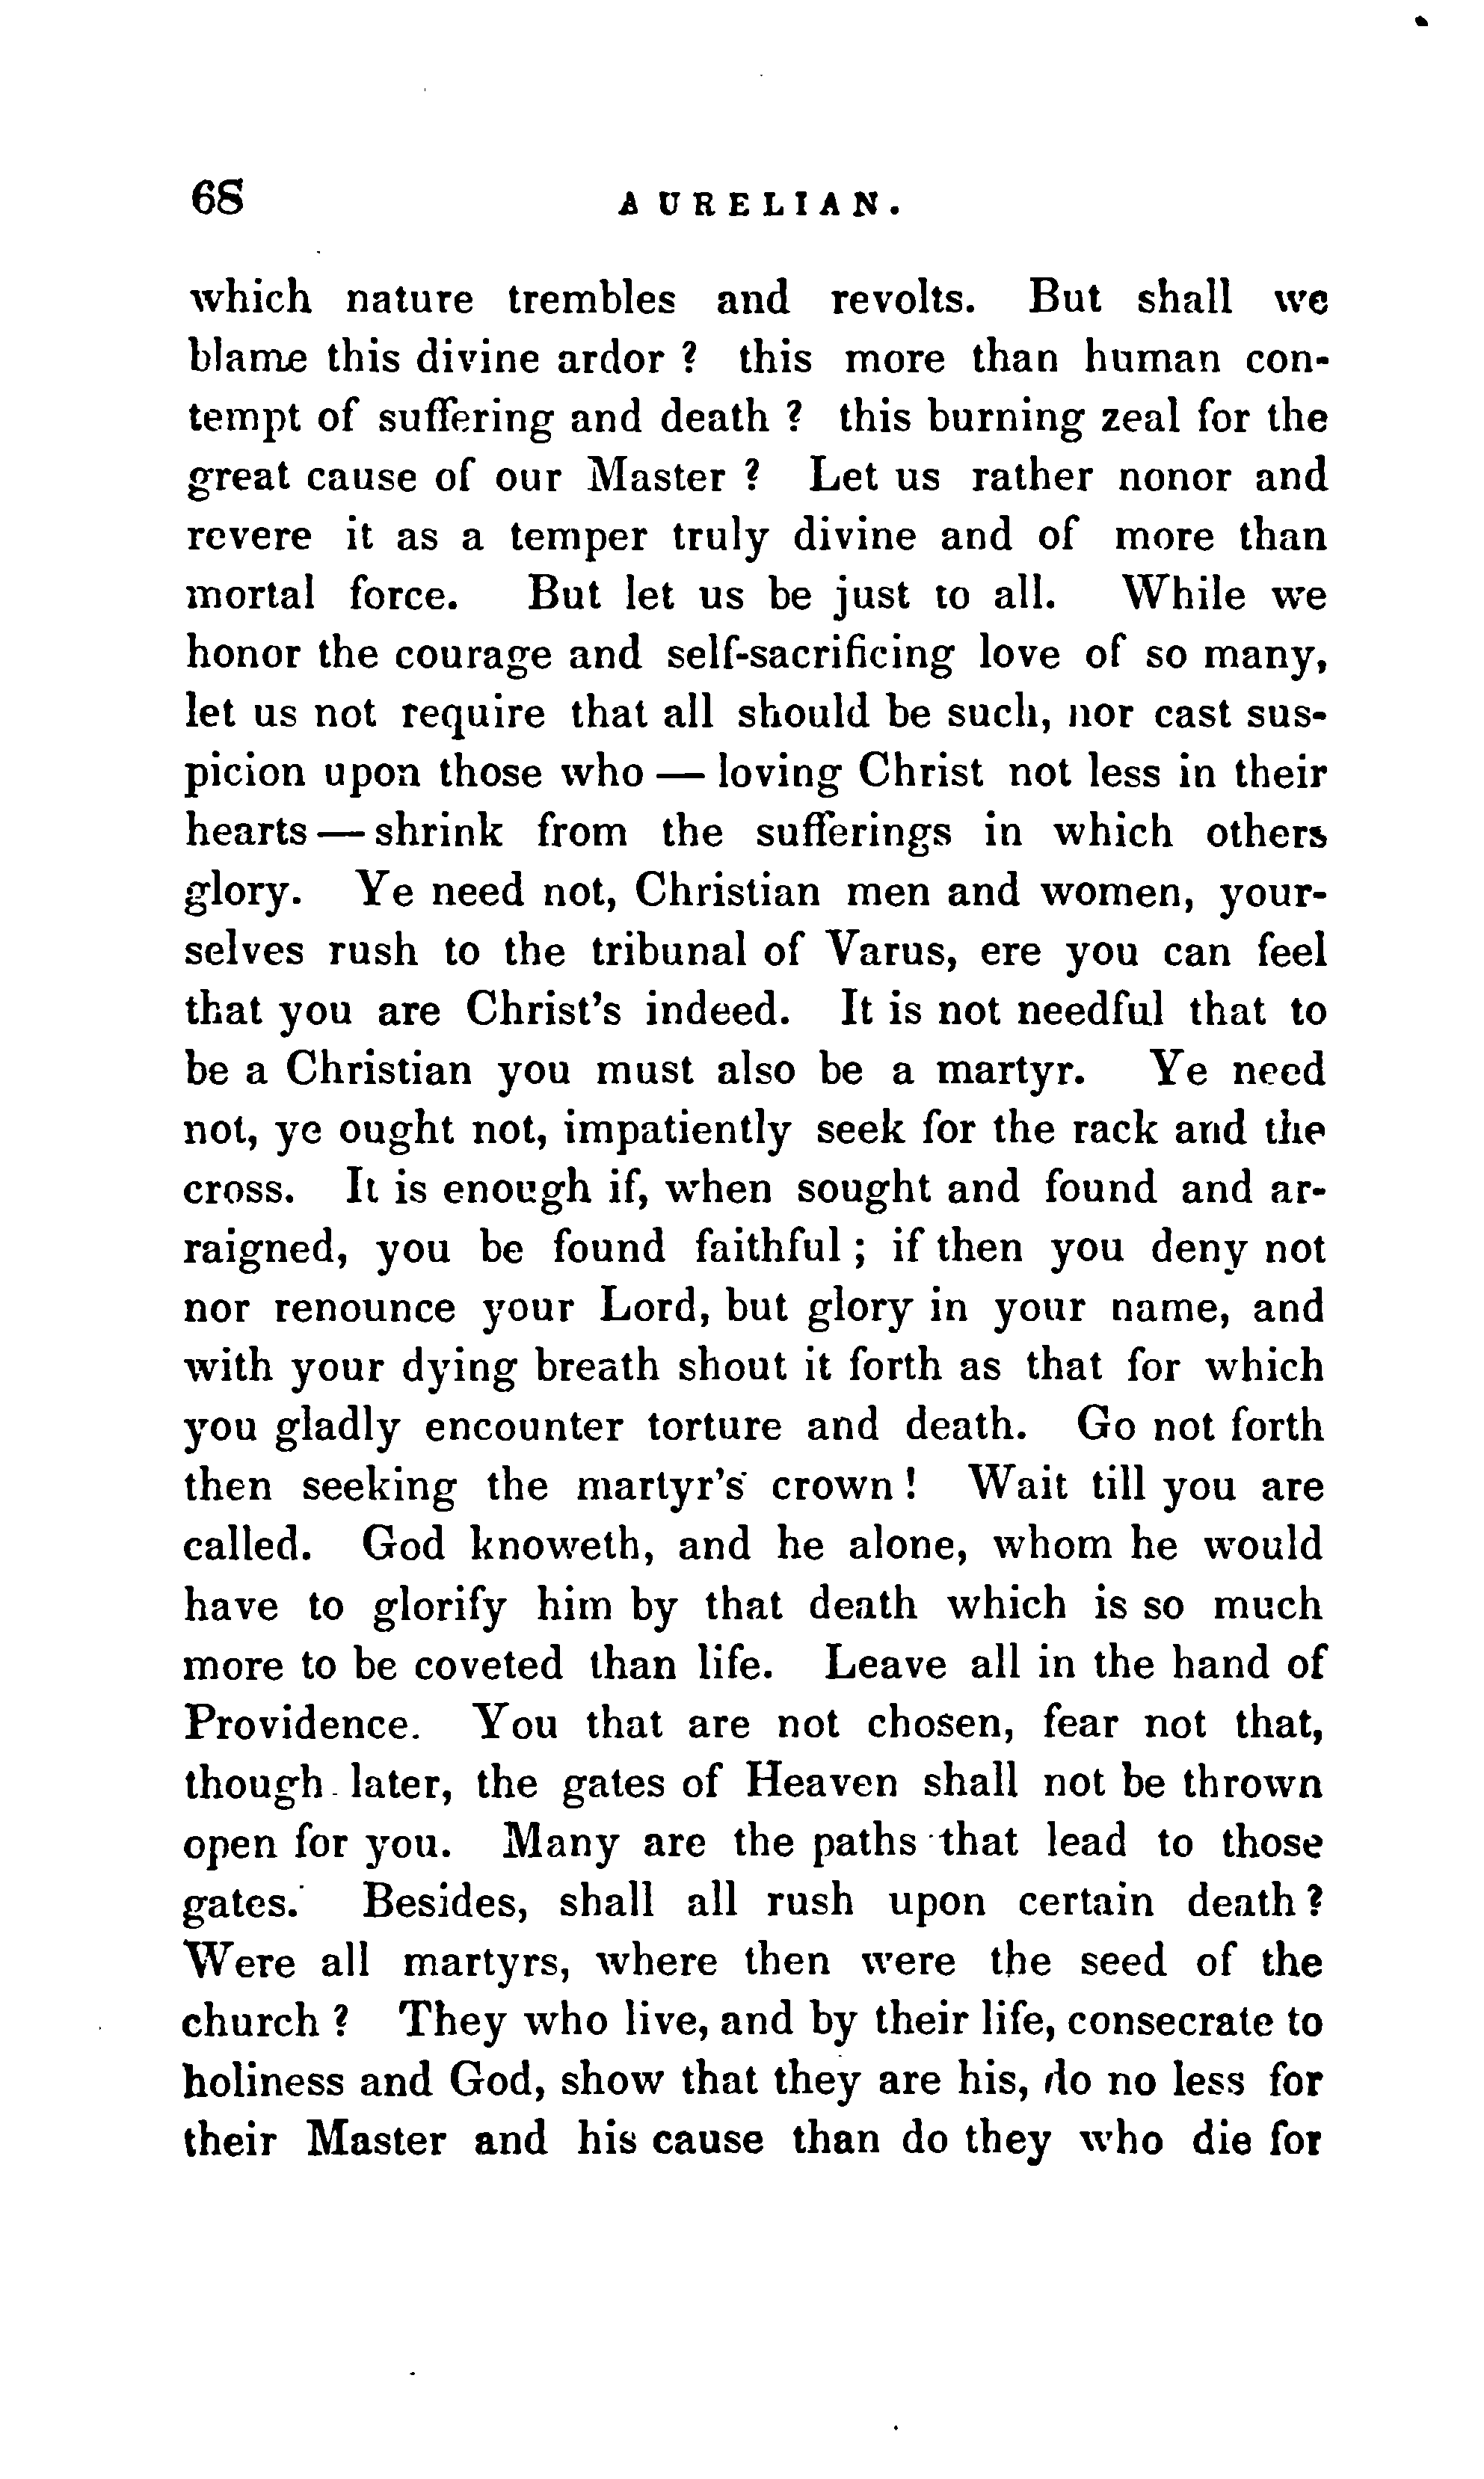 68 AURELIAN.
which nature trembles and revolts. But shall we
blame this divine ardor ? this more than human con-
tempt of suffering and death ? this burning zeal for the
great cause of our Master ? Let us rather nonor and
revere it as a temper truly divine and of more than
mortal force. But let us be just to all. While we
honor the courage and self-sacrificing love of so many,
let us not require that all should be such, nor cast sus-
picion upon those who — loving Christ not less in their
hearts — shrink from the sufferings in which others
glory. Ye need not, Christian men and women, your-
selves rush to the tribunal of Varus, ere you can feel
that you are Christ's indeed. It is not needful that to
be a Christian you must also be a martyr. Ye need
not, ye ought not, impatiently seek for the rack and the
cross. It is enough if, when sought and found and ar-
raigned, you be found faithful ; if then you deny not
nor renounce your Lord, but glory in your name, and
with your dying breath shout it forth as that for which
you gladly encounter torture and death. Go not forth
then seeking the martyr's crown ! Wait till you are
called. God knoweth, and he alone, whom he would
have to glorify him by that death which is so much
more to be coveted than life. Leave all in the hand of
Providence. You that are not chosen, fear not that,
though later, the gates of Heaven shall not be thrown
open for you. Many are the paths that lead to those
gates. Besides, shall all rush upon certain death ?
Were all martyrs, where then were the seed of the
church ? They who live, and by their life, consecrate to
holiness and God, show that they are his, do no less for
their Master and his cause than do they who die for